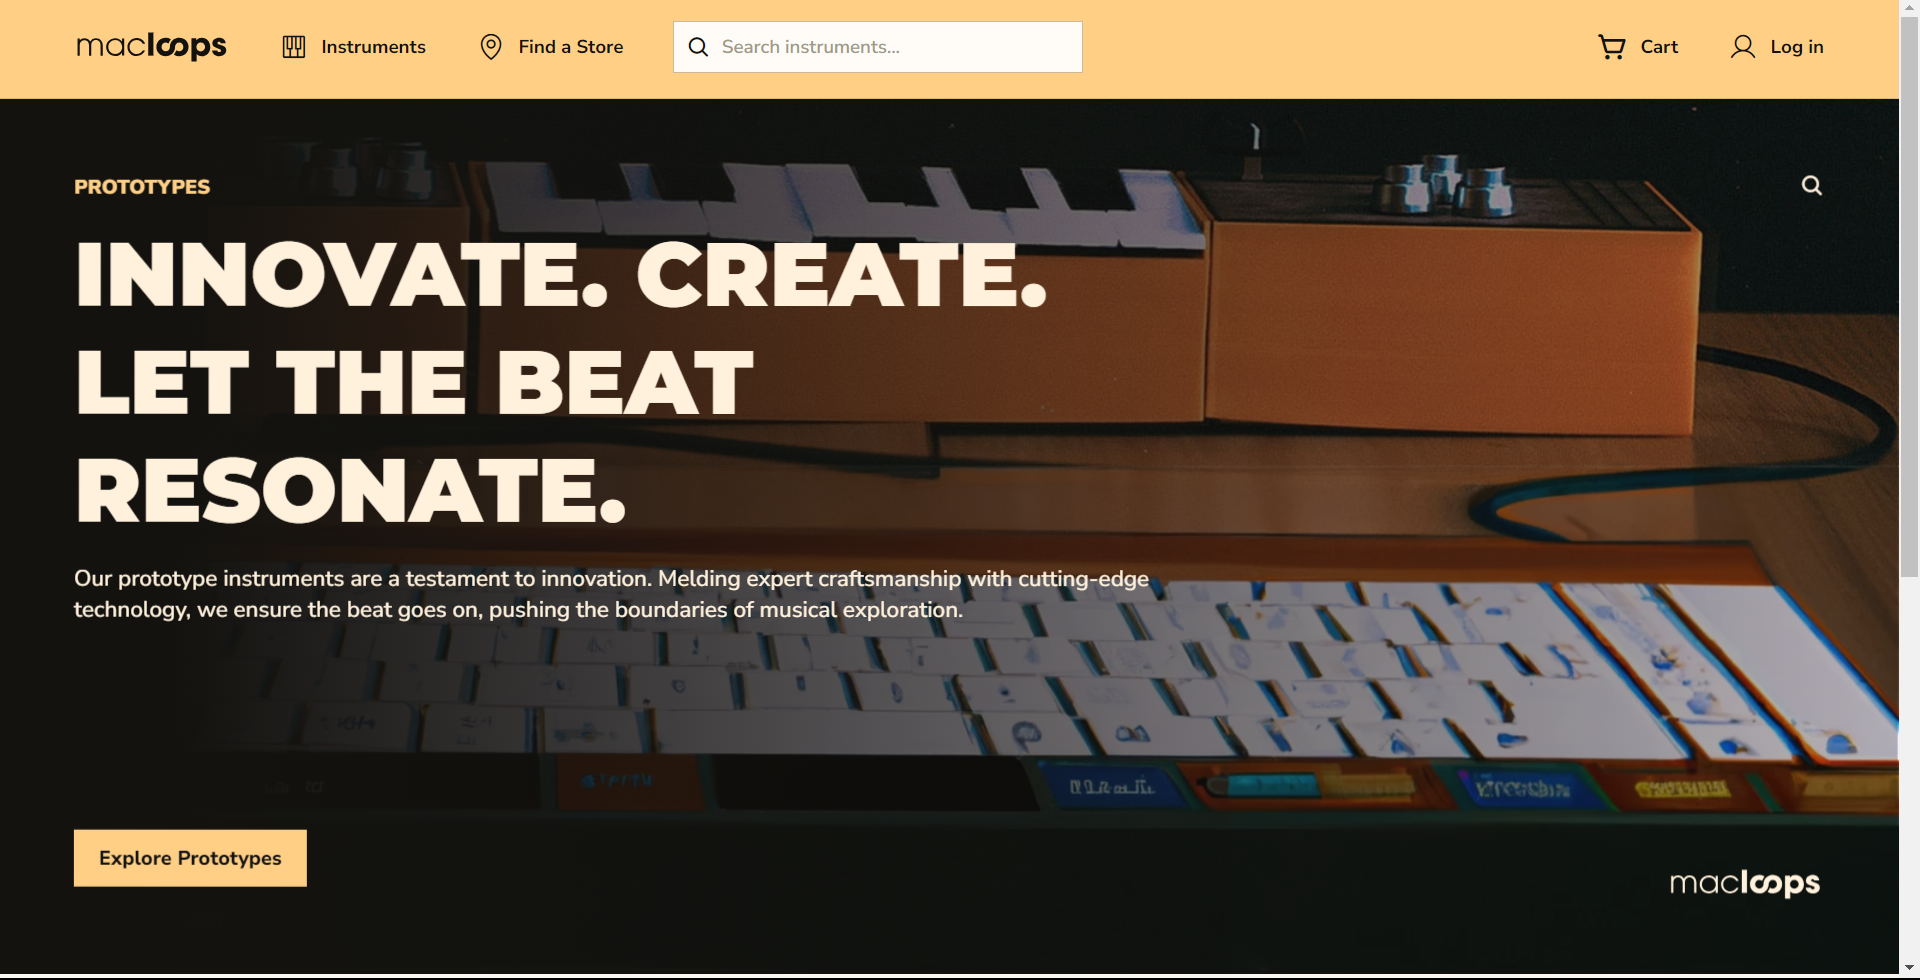 macloops
Instruments
Find a Store
Search instruments...
Cart
Log in
PROTOTYPES
INNOVATE. CREATE.
LET THE BEAT
RESONATE.
Our prototype instruments are a testament to innovation. Melding expert craftsmanship with cutting-edge
technology, we ensure the beat goes on, pushing the boundaries of musical exploration.
Explore Prototypes
macloops